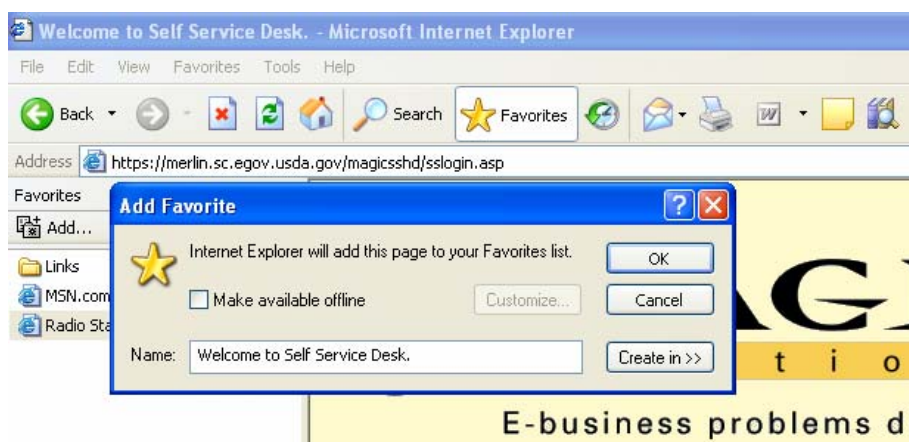 Welcome to Self Service Desk. - Microsoft Internet Explorer
File Edit View Favorites Tools Help
Back Search Favorites
Address https://merlin.sc.egov.usda.gov/magicsshd/sslogin.asp
Favorites
Add...
Links
MSN.com
Radio Sta
Add Favorite
Internet Explorer will add this page to your Favorites list.
OK
Make available offline
Customize...
Cancel
Name: Welcome to Self Service Desk.
Create in >>
AG
t i o
E-business problems d